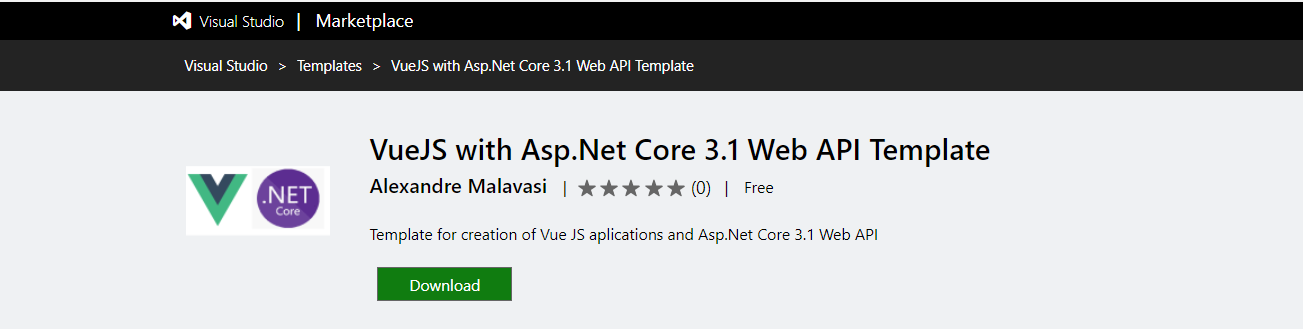 Visual Studio | Marketplace
Visual Studio > Templates > VueJS with Asp.Net Core 3.1 Web API Template
VueJS with Asp.Net Core 3.1 Web API Template
.NET
Core
Alexandre Malavasi | ★★★★★ (0) | Free
Template for creation of Vue JS aplications and Asp.Net Core 3.1 Web API
Download